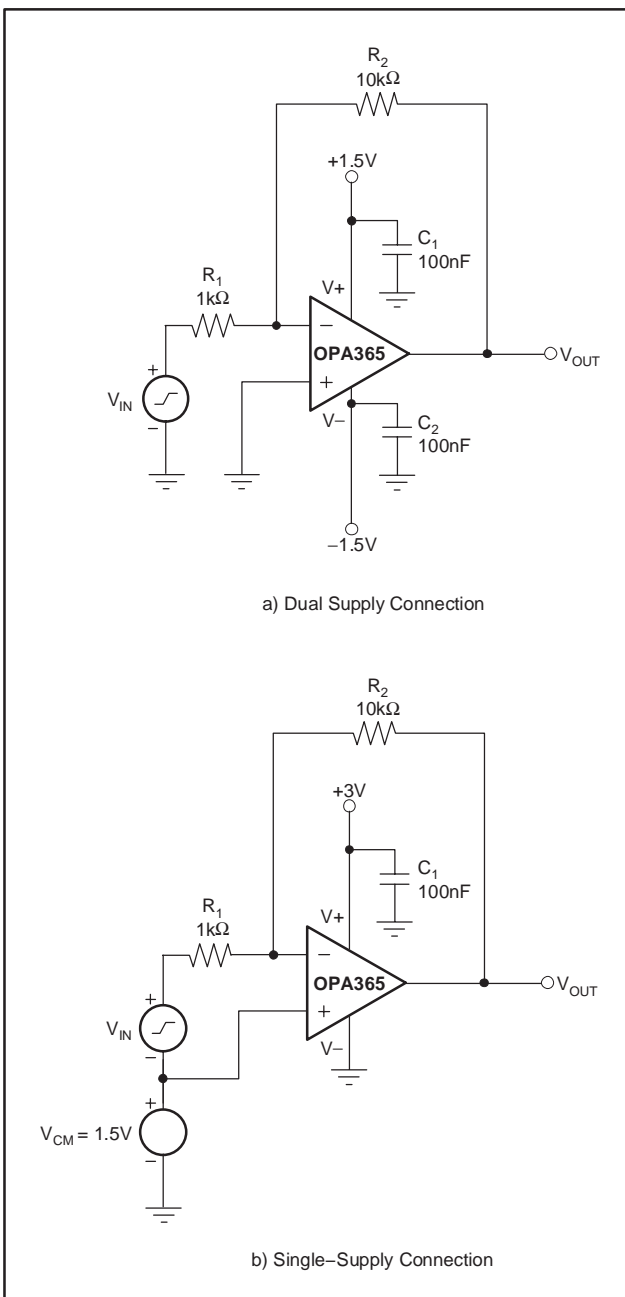 R2
10kΩ
+1.5V
C1
100nF
R1
1kΩ
V+
−
OPA365
+
VOUT
+
VIN
−
V−
C2
100nF
−1.5V
a) Dual Supply Connection
R2
10kΩ
+3V
C1
100nF
R1
1kΩ
V+
−
OPA365
+
VOUT
+
VIN
−
V−
+
VCM = 1.5V
−
b) Single−Supply Connection